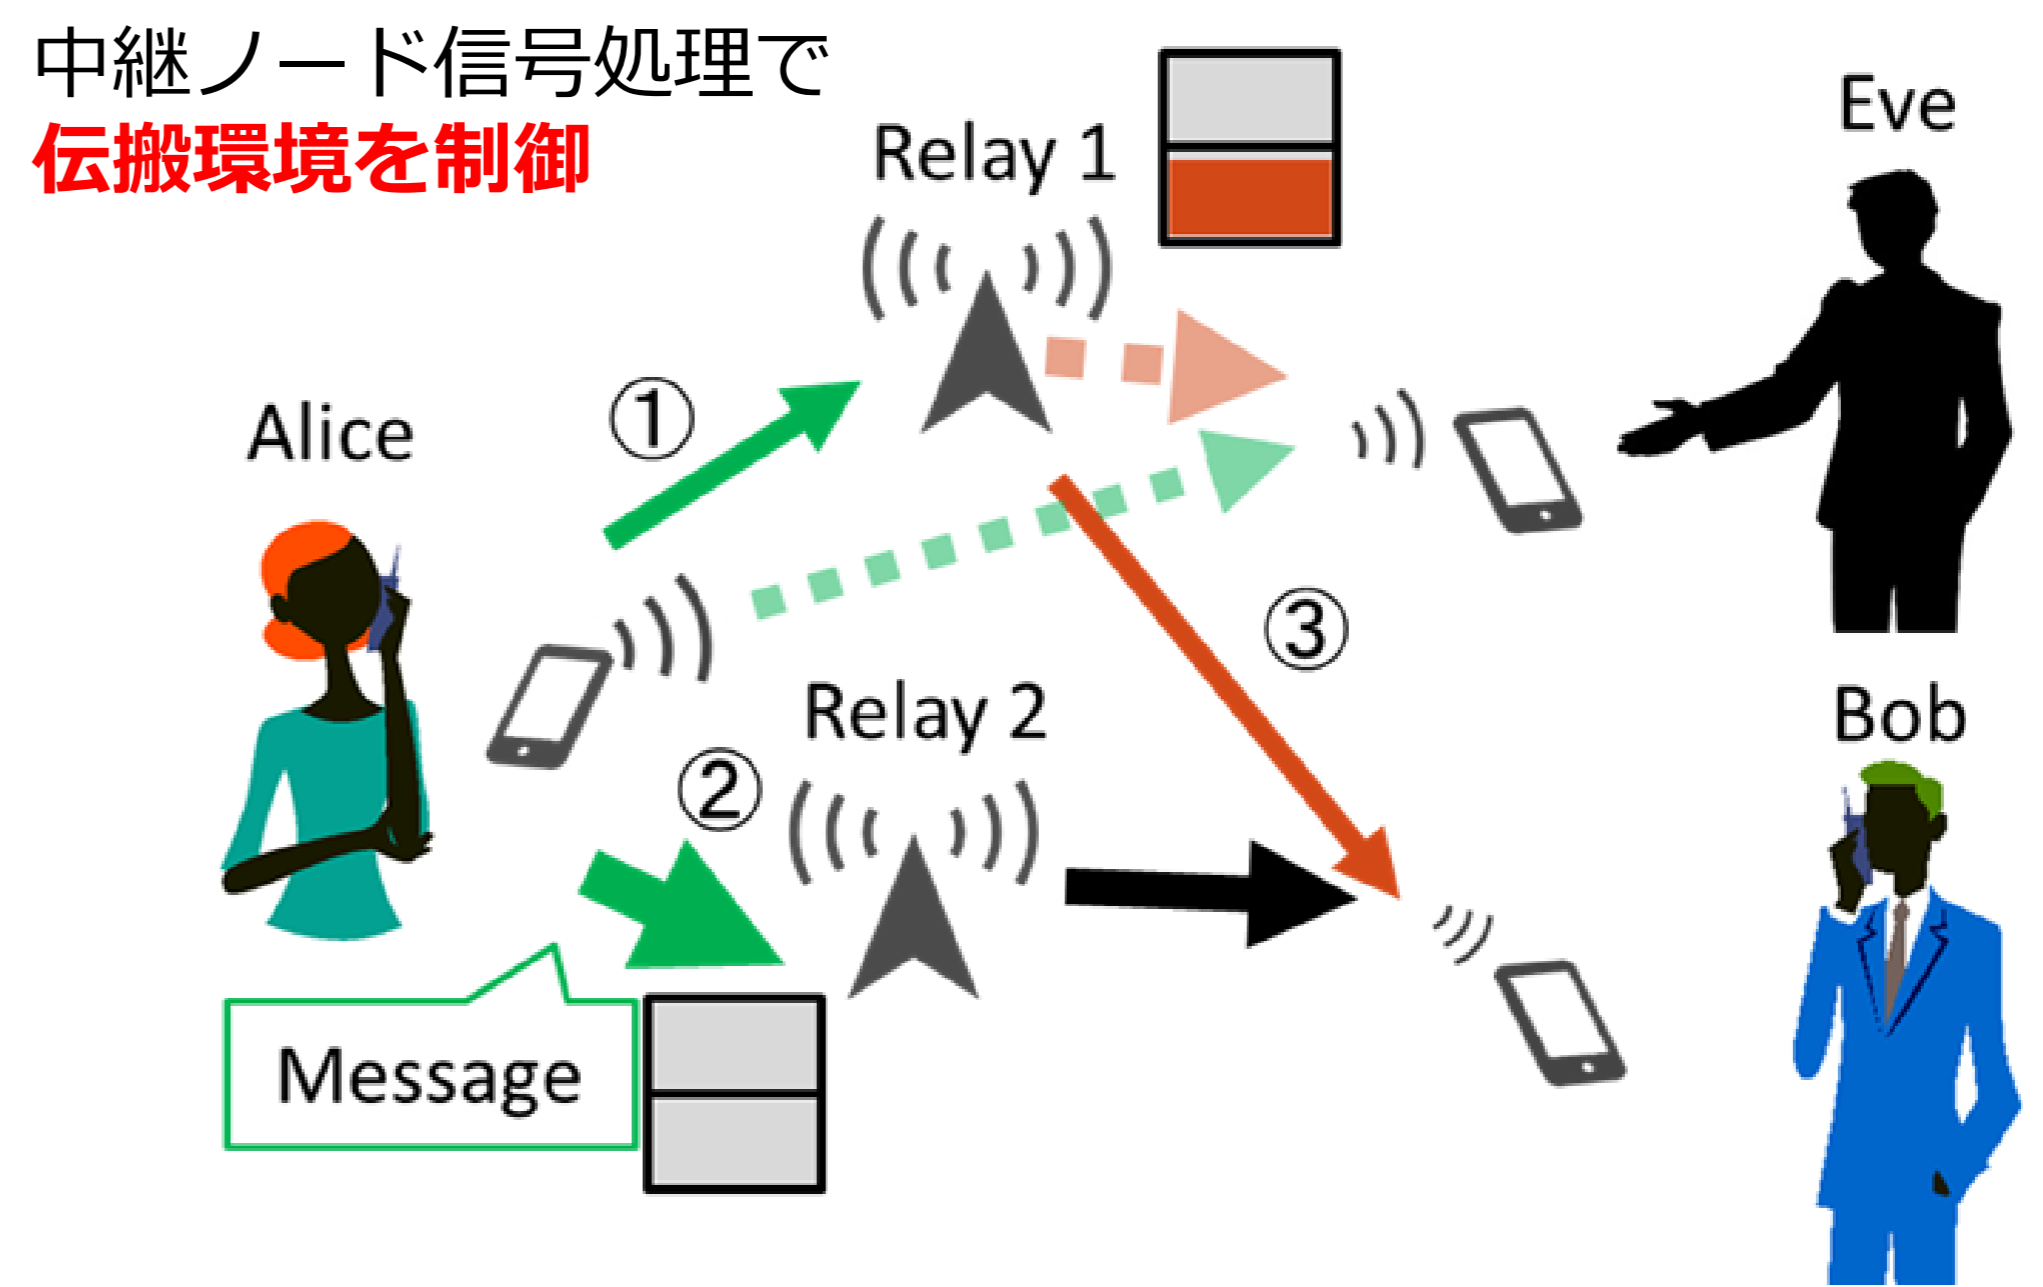 中継ノード信号処理で
伝搬環境を制御
Relay 1
Eve
Alice
①
③
Relay 2
Bob
②
Message